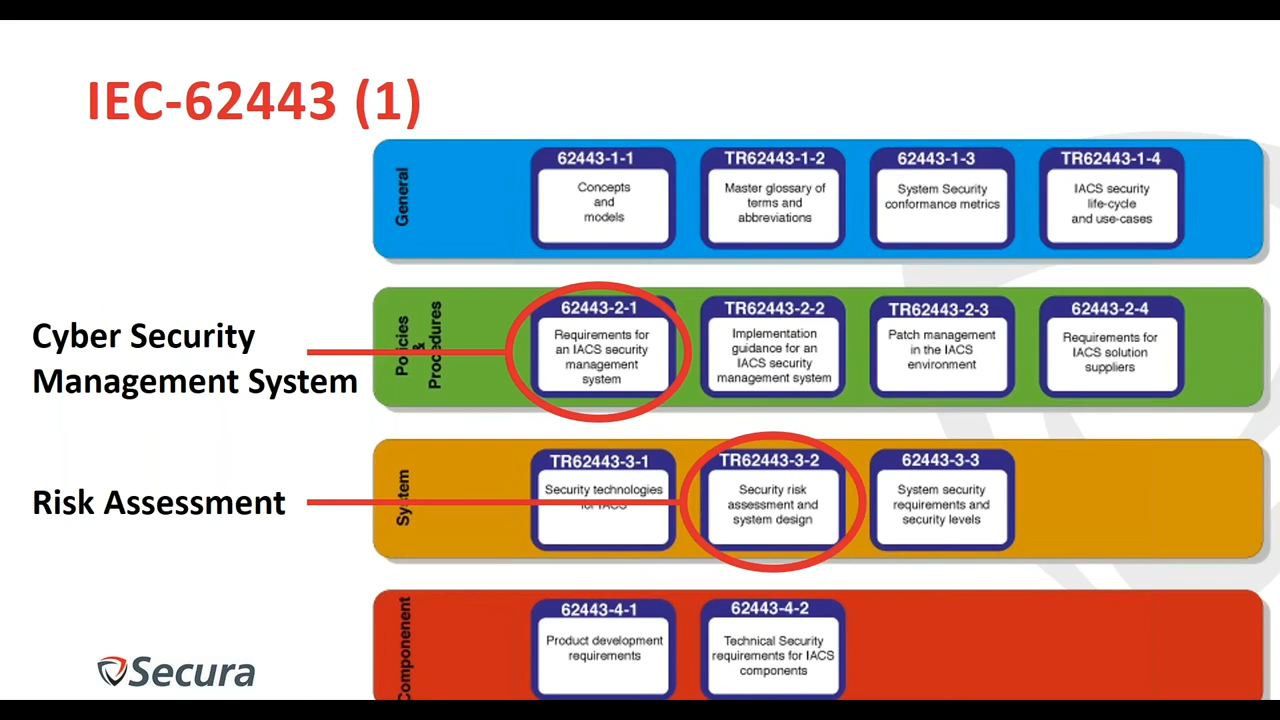 IEC-62443 (1)
General
62443-1-1
Concepts
and
models
TR62443-1-2
Master glossary of
terms and
abbreviations
62443-1-3
System Security
conformance metrics
TR62443-1-4
IACS security
life-cycle
and use-cases
Cyber Security
Management System
Policies
&
Procedures
62443-2-1
Requirements for
an IACS security
management
system
TR62443-2-2
Implementation
guidance for an
IACS security
management system
TR62443-2-3
Patch management
in the IACS
environment
62443-2-4
Requirements for
IACS solution
suppliers
Risk Assessment
System
TR62443-3-1
Security technologies
for IACS
TR62443-3-2
Security risk
assessment and
system design
62443-3-3
System security
requirements and
security levels
Componenent
62443-4-1
Product development
requirements
62443-4-2
Technical Security
requirements for IACS
components
Secura